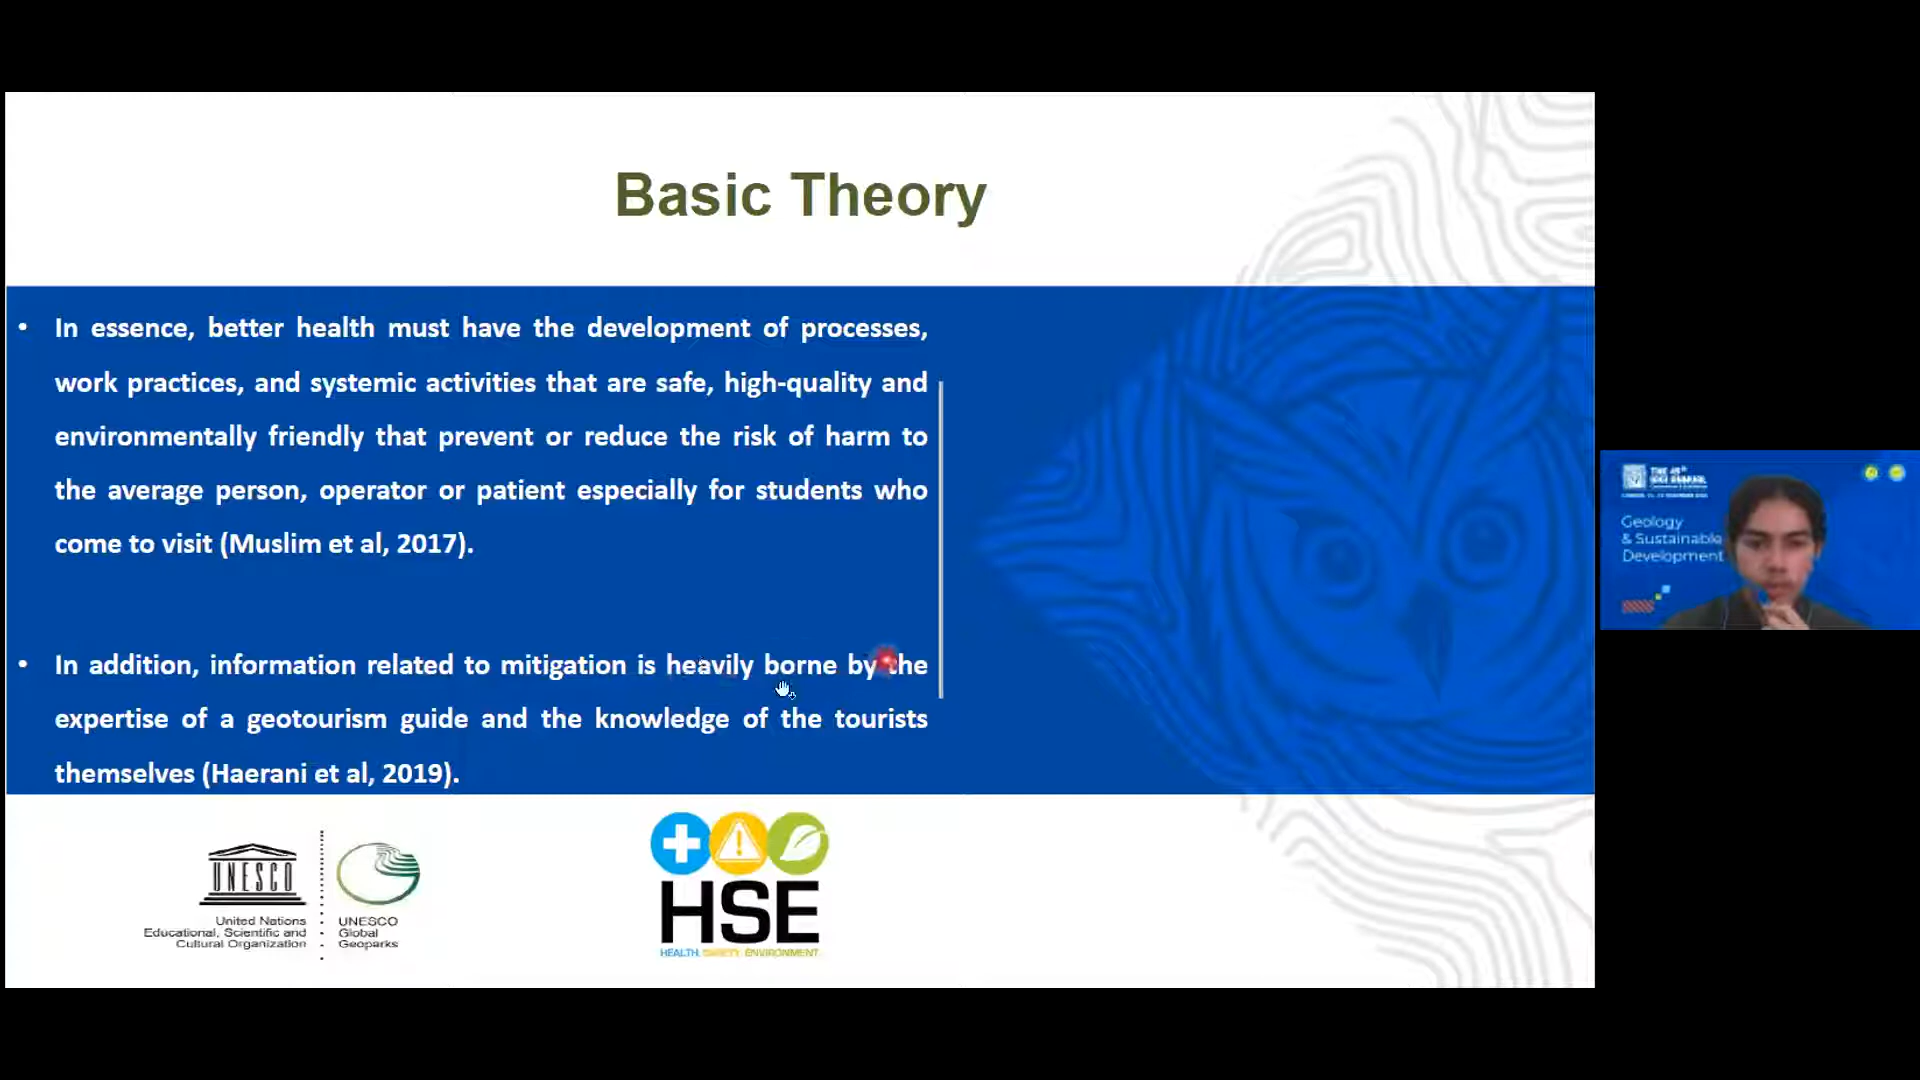 Basic Theory
• In essence, better health must have the development of processes,
work practices, and systemic activities that are safe, high-quality and
environmentally friendly that prevent or reduce the risk of harm to
the average person, operator or patient especially for students who
come to visit (Muslim et al, 2017).
• In addition, information related to mitigation is heavily borne by the
expertise of a geotourism guide and the knowledge of the tourists
themselves (Haerani et al, 2019).
UNESCO
United Nations
Educational, Scientific and
Cultural Organization
UNESCO
Global
Geoparks
HSE
HEALTH. SAFETY. ENVIRONMENT.
Geology
& Sustainable
Development